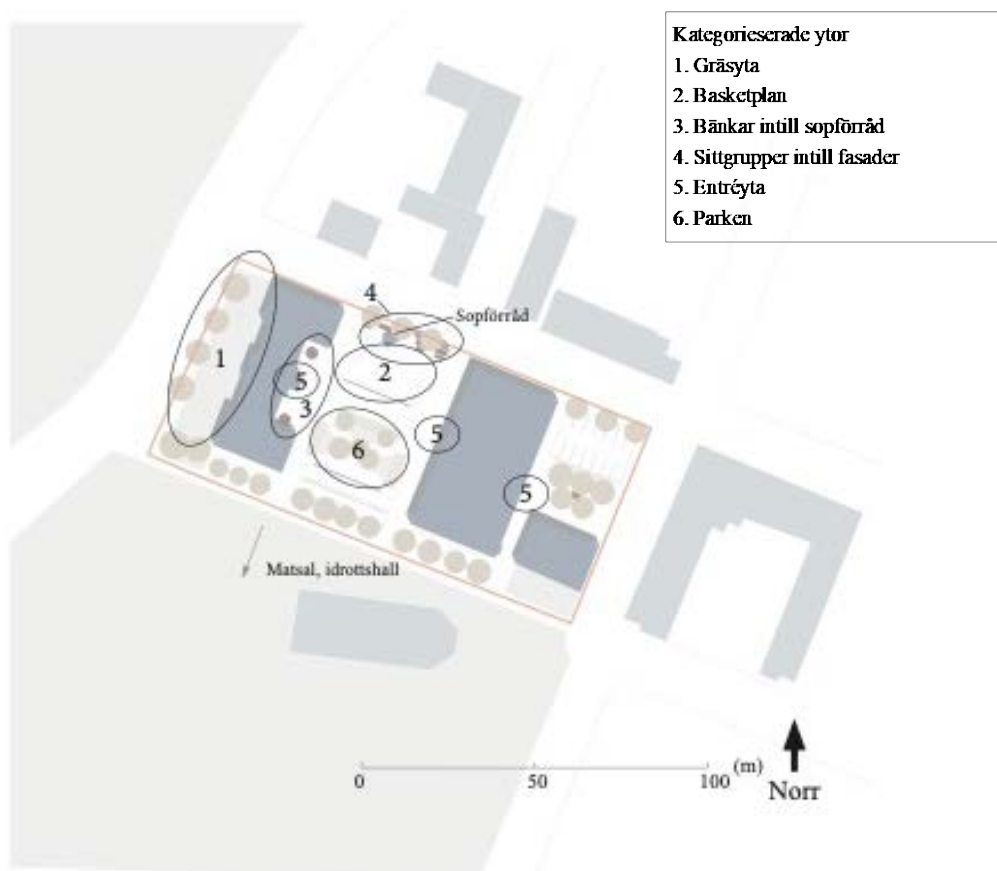 Kategorieserade ytor
1. Gräsyta
2. Basketplan
3. Bänkar intill sopförråd
4. Sittgrupper intill fasader
5. Entréyta
6. Parken
4
Sopförråd
1
5
2
3
5
6
5
Matsal, idrottshall
0
50
100
(m)
Norr